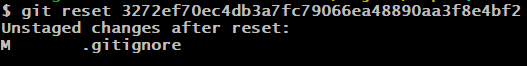 $ git reset 3272ef70ec4db3a7fc79066ea48890aa3f8e4bf2
Unstaged changes after reset:
M       .gitignore